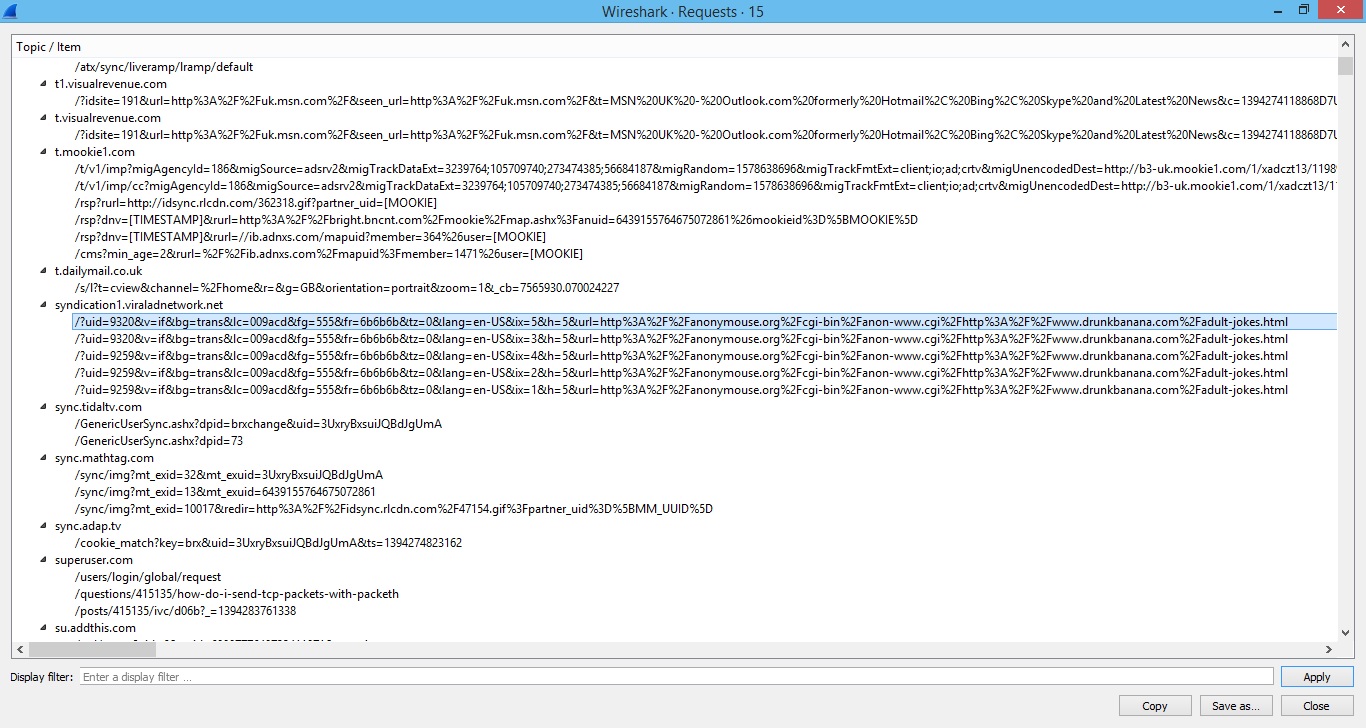 Wireshark · Requests · 15
Topic / Item
/atx/sync/liveramp/lramp/default
t1.visualrevenue.com
/?idsite=191&url=http%3A%2F%2Fuk.msn.com%2F&seen_url=http%3A%2F%2Fuk.msn.com%2F&t=MSN%20UK%20-%20Outlook.com%20formerly%20Hotmail%2C%20Bing%2C%20Skype%20and%20Latest%20News&c=1394274118868D7U
t.visualrevenue.com
/?idsite=191&url=http%3A%2F%2Fuk.msn.com%2F&seen_url=http%3A%2F%2Fuk.msn.com%2F&t=MSN%20UK%20-%20Outlook.com%20formerly%20Hotmail%2C%20Bing%2C%20Skype%20and%20Latest%20News&c=1394274118868D7U
t.mookie1.com
/t/v1/imp?migAgencyId=186&migSource=adsrv2&migTrackDataExt=3239764;105709740;273474385;56684187&migRandom=1578638696&migTrackFmtExt=client;io;ad;crtv&migUnencodedDest=http://b3-uk.mookie1.com/1/xadczt13/1198
/t/v1/imp/cc?migAgencyId=186&migSource=adsrv2&migTrackDataExt=3239764;105709740;273474385;56684187&migRandom=1578638696&migTrackFmtExt=client;io;ad;crtv&migUnencodedDest=http://b3-uk.mookie1.com/1/xadczt13/1
/rsp?rurl=http://idsync.rlcdn.com/362318.gif?partner_uid=[MOOKIE]
/rsp?dnv=[TIMESTAMP]&rurl=http%3A%2F%2Fbright.bncnt.com%2Fmookie%2Fmap.ashx%3Fanuid=6439155764675072861%26mookieid%3D%5BMOOKIE%5D
/rsp?dnv=[TIMESTAMP]&rurl=//ib.adnxs.com/mapuid?member=364%26user=[MOOKIE]
/cms?min_age=2&rurl=%2F%2Fib.adnxs.com%2Fmapuid%3Fmember=1471%26user=[MOOKIE]
t.dailymail.co.uk
/s/l?t=cview&channel=%2Fhome&r=&g=GB&orientation=portrait&zoom=1&_cb=7565930.070024227
syndication1.viraladnetwork.net
/?uid=9320&v=if&bg=trans&lc=009acd&fg=555&fr=6b6b6b&tz=0&lang=en-US&ix=5&h=5&url=http%3A%2F%2Fanonymouse.org%2Fcgi-bin%2Fanon-www.cgi%2Fhttp%3A%2F%2Fwww.drunkbanana.com%2Fadult-jokes.html
/?uid=9320&v=if&bg=trans&lc=009acd&fg=555&fr=6b6b6b&tz=0&lang=en-US&ix=3&h=5&url=http%3A%2F%2Fanonymouse.org%2Fcgi-bin%2Fanon-www.cgi%2Fhttp%3A%2F%2Fwww.drunkbanana.com%2Fadult-jokes.html
/?uid=9259&v=if&bg=trans&lc=009acd&fg=555&fr=6b6b6b&tz=0&lang=en-US&ix=4&h=5&url=http%3A%2F%2Fanonymouse.org%2Fcgi-bin%2Fanon-www.cgi%2Fhttp%3A%2F%2Fwww.drunkbanana.com%2Fadult-jokes.html
/?uid=9259&v=if&bg=trans&lc=009acd&fg=555&fr=6b6b6b&tz=0&lang=en-US&ix=2&h=5&url=http%3A%2F%2Fanonymouse.org%2Fcgi-bin%2Fanon-www.cgi%2Fhttp%3A%2F%2Fwww.drunkbanana.com%2Fadult-jokes.html
/?uid=9259&v=if&bg=trans&lc=009acd&fg=555&fr=6b6b6b&tz=0&lang=en-US&ix=1&h=5&url=http%3A%2F%2Fanonymouse.org%2Fcgi-bin%2Fanon-www.cgi%2Fhttp%3A%2F%2Fwww.drunkbanana.com%2Fadult-jokes.html
sync.tidaltv.com
/GenericUserSync.ashx?dpid=brxchange&uid=3UxryBxsuiJQBdJgUmA
/GenericUserSync.ashx?dpid=73
sync.mathtag.com
/sync/img?mt_exid=32&mt_exuid=3UxryBxsuiJQBdJgUmA
/sync/img?mt_exid=13&mt_exuid=6439155764675072861
/sync/img?mt_exid=10017&redir=http%3A%2F%2Fidsync.rlcdn.com%2F47154.gif%3Fpartner_uid%3D%5BMM_UUID%5D
sync.adap.tv
/cookie_match?key=brx&uid=3UxryBxsuiJQBdJgUmA&ts=1394274823162
superuser.com
/users/login/global/request
/questions/415135/how-do-i-send-tcp-packets-with-packeth
/posts/415135/ivc/d06b?_=1394283761338
su.addthis.com
Display filter: Enter a display filter ... Apply
Copy Save as... Close